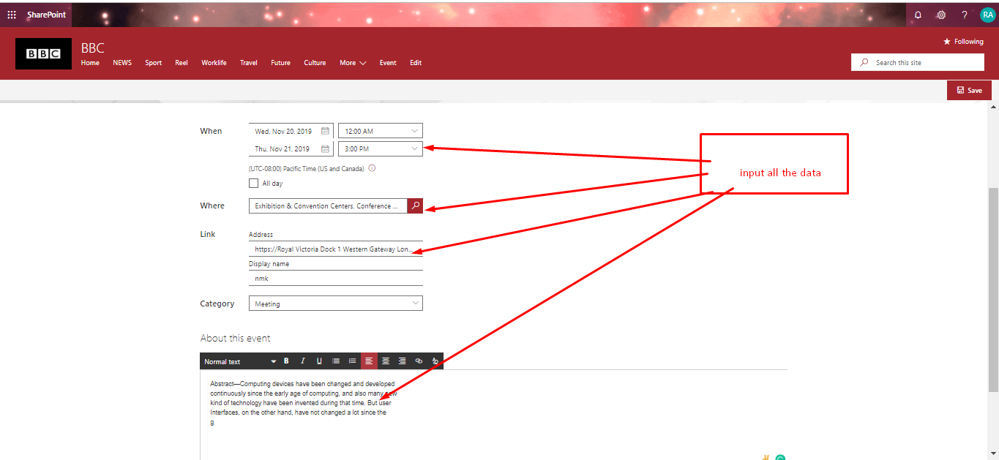 SharePoint
?
RA
BBC
BBC
Following
Home NEWS Sport Reel Worklife Travel Future Culture More Event Edit
Search this site
Save
When
Wed, Nov 20, 2019 12:00 AM
Thu, Nov 21, 2019 3:00 PM
(UTC-08:00) Pacific Time (US and Canada)
All day
input all the data
Where Exhibition & Convention Centers, Conference ...
Link Address
https://Royal Victoria Dock 1 Western Gateway Lon...
Display name
nmk
Category Meeting
About this event
Normal text B I U
Abstract—Computing devices have been changed and developed
continuously since the early age of computing, and also many new
kind of technology have been invented during that time. But user
Interfaces, on the other hand, have not changed a lot since the
g